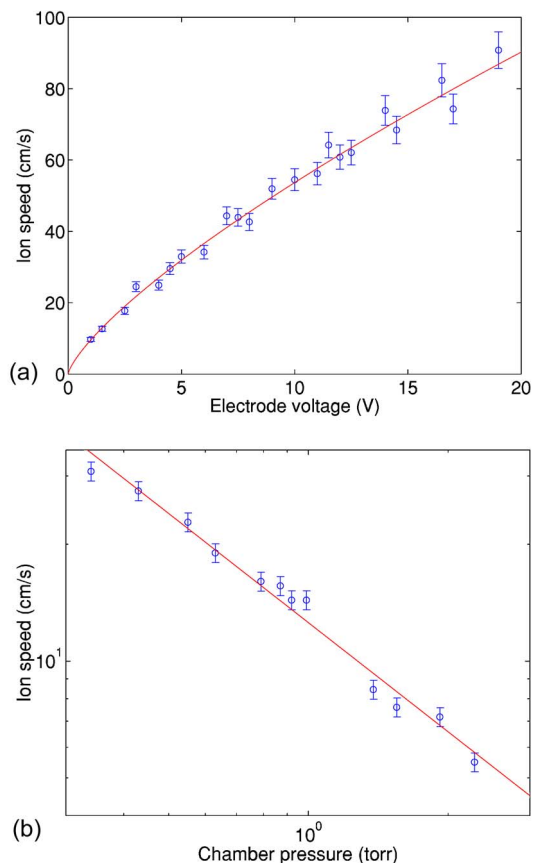 100
80
60
40
20
0
0 5 10 15 20
Ion speed (cm/s)
Electrode voltage (V)
(a)
10¹
10⁰
Ion speed (cm/s)
Chamber pressure (torr)
(b)